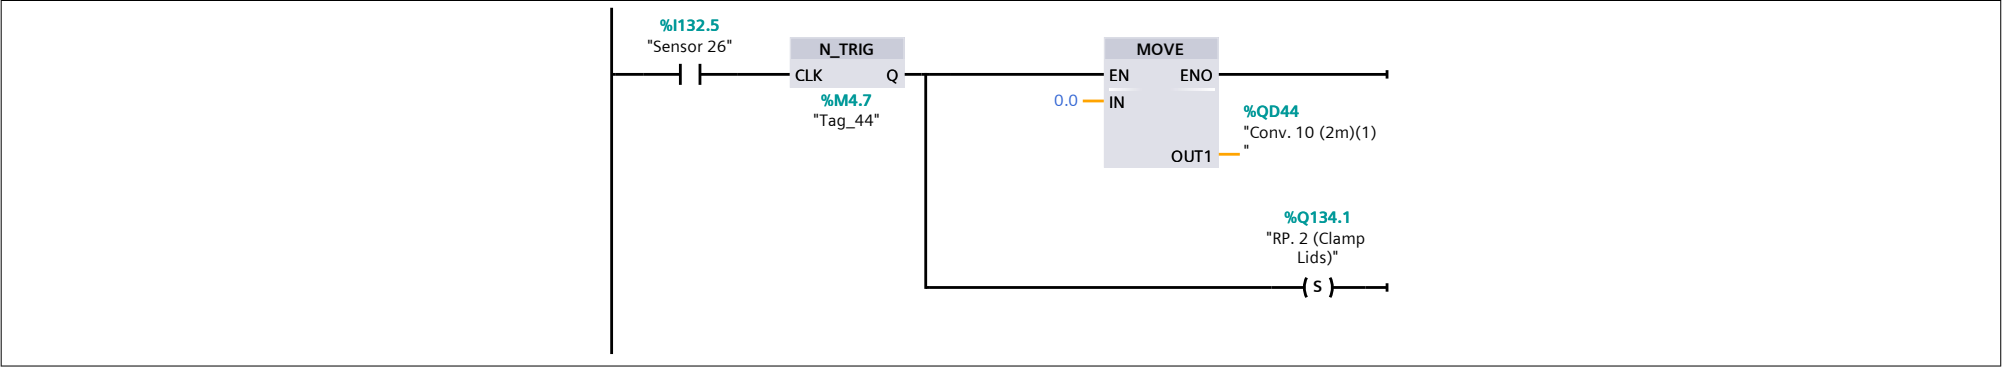 %I132.5
"Sensor 26"
N_TRIG
CLK Q
%M4.7
"Tag_44"
MOVE
EN ENO
0.0 IN
%QD44
"Conv. 10 (2m)(1)
"
OUT1
%Q134.1
"RP. 2 (Clamp
Lids)"
S